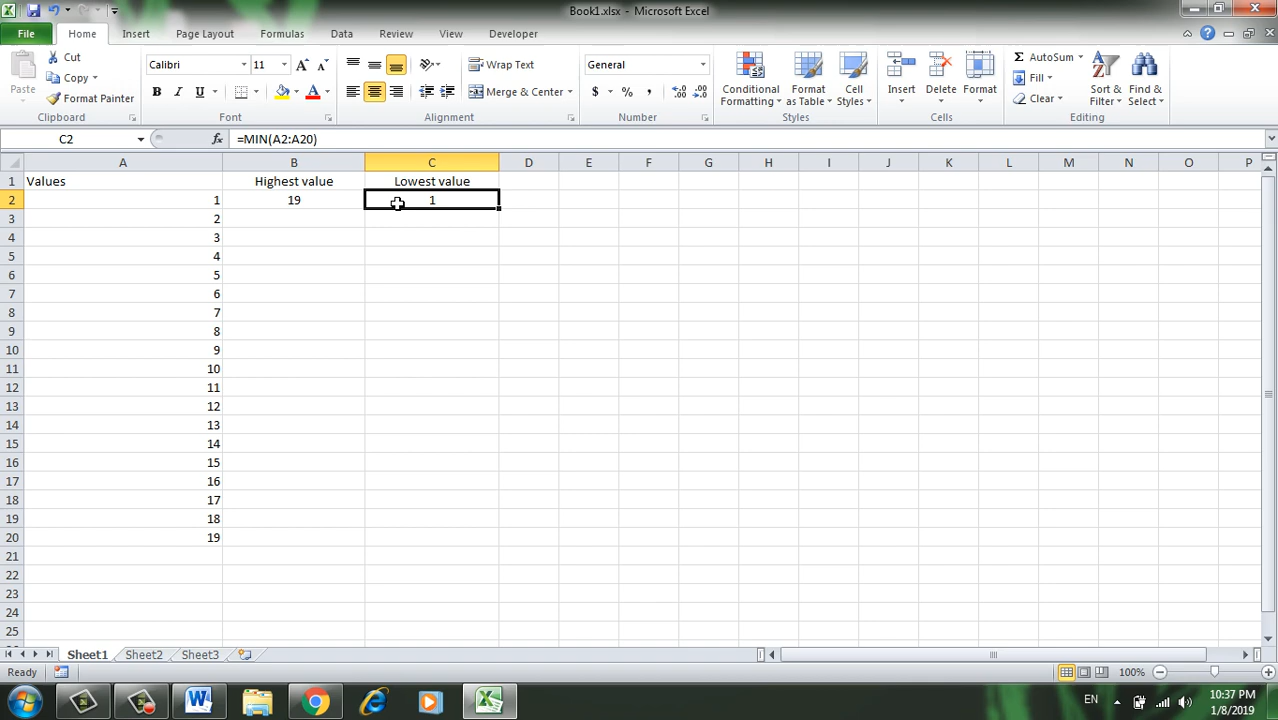 Book1.xlsx - Microsoft Excel
File Home Insert Page Layout Formulas Data Review View Developer
Paste Cut Copy Format Painter Clipboard
Calibri 11 A A B I U A Font
Wrap Text Merge & Center Alignment
General $ % , Number
Conditional Formatting Format as Table Cell Styles Styles
Insert Delete Format Cells
Σ AutoSum Fill Clear Sort & Filter Find & Select Editing
C2 fx =MIN(A2:A20)
A B C D E F G H I J K L M N O P
1 Values Highest value Lowest value
2 1 19 1
3 2
4 3
5 4
6 5
7 6
8 7
9 8
10 9
11 10
12 11
13 12
14 13
15 14
16 15
17 16
18 17
19 18
20 19
21
22
23
24
25
Sheet1 Sheet2 Sheet3
Ready 100%
EN 10:37 PM
1/8/2019